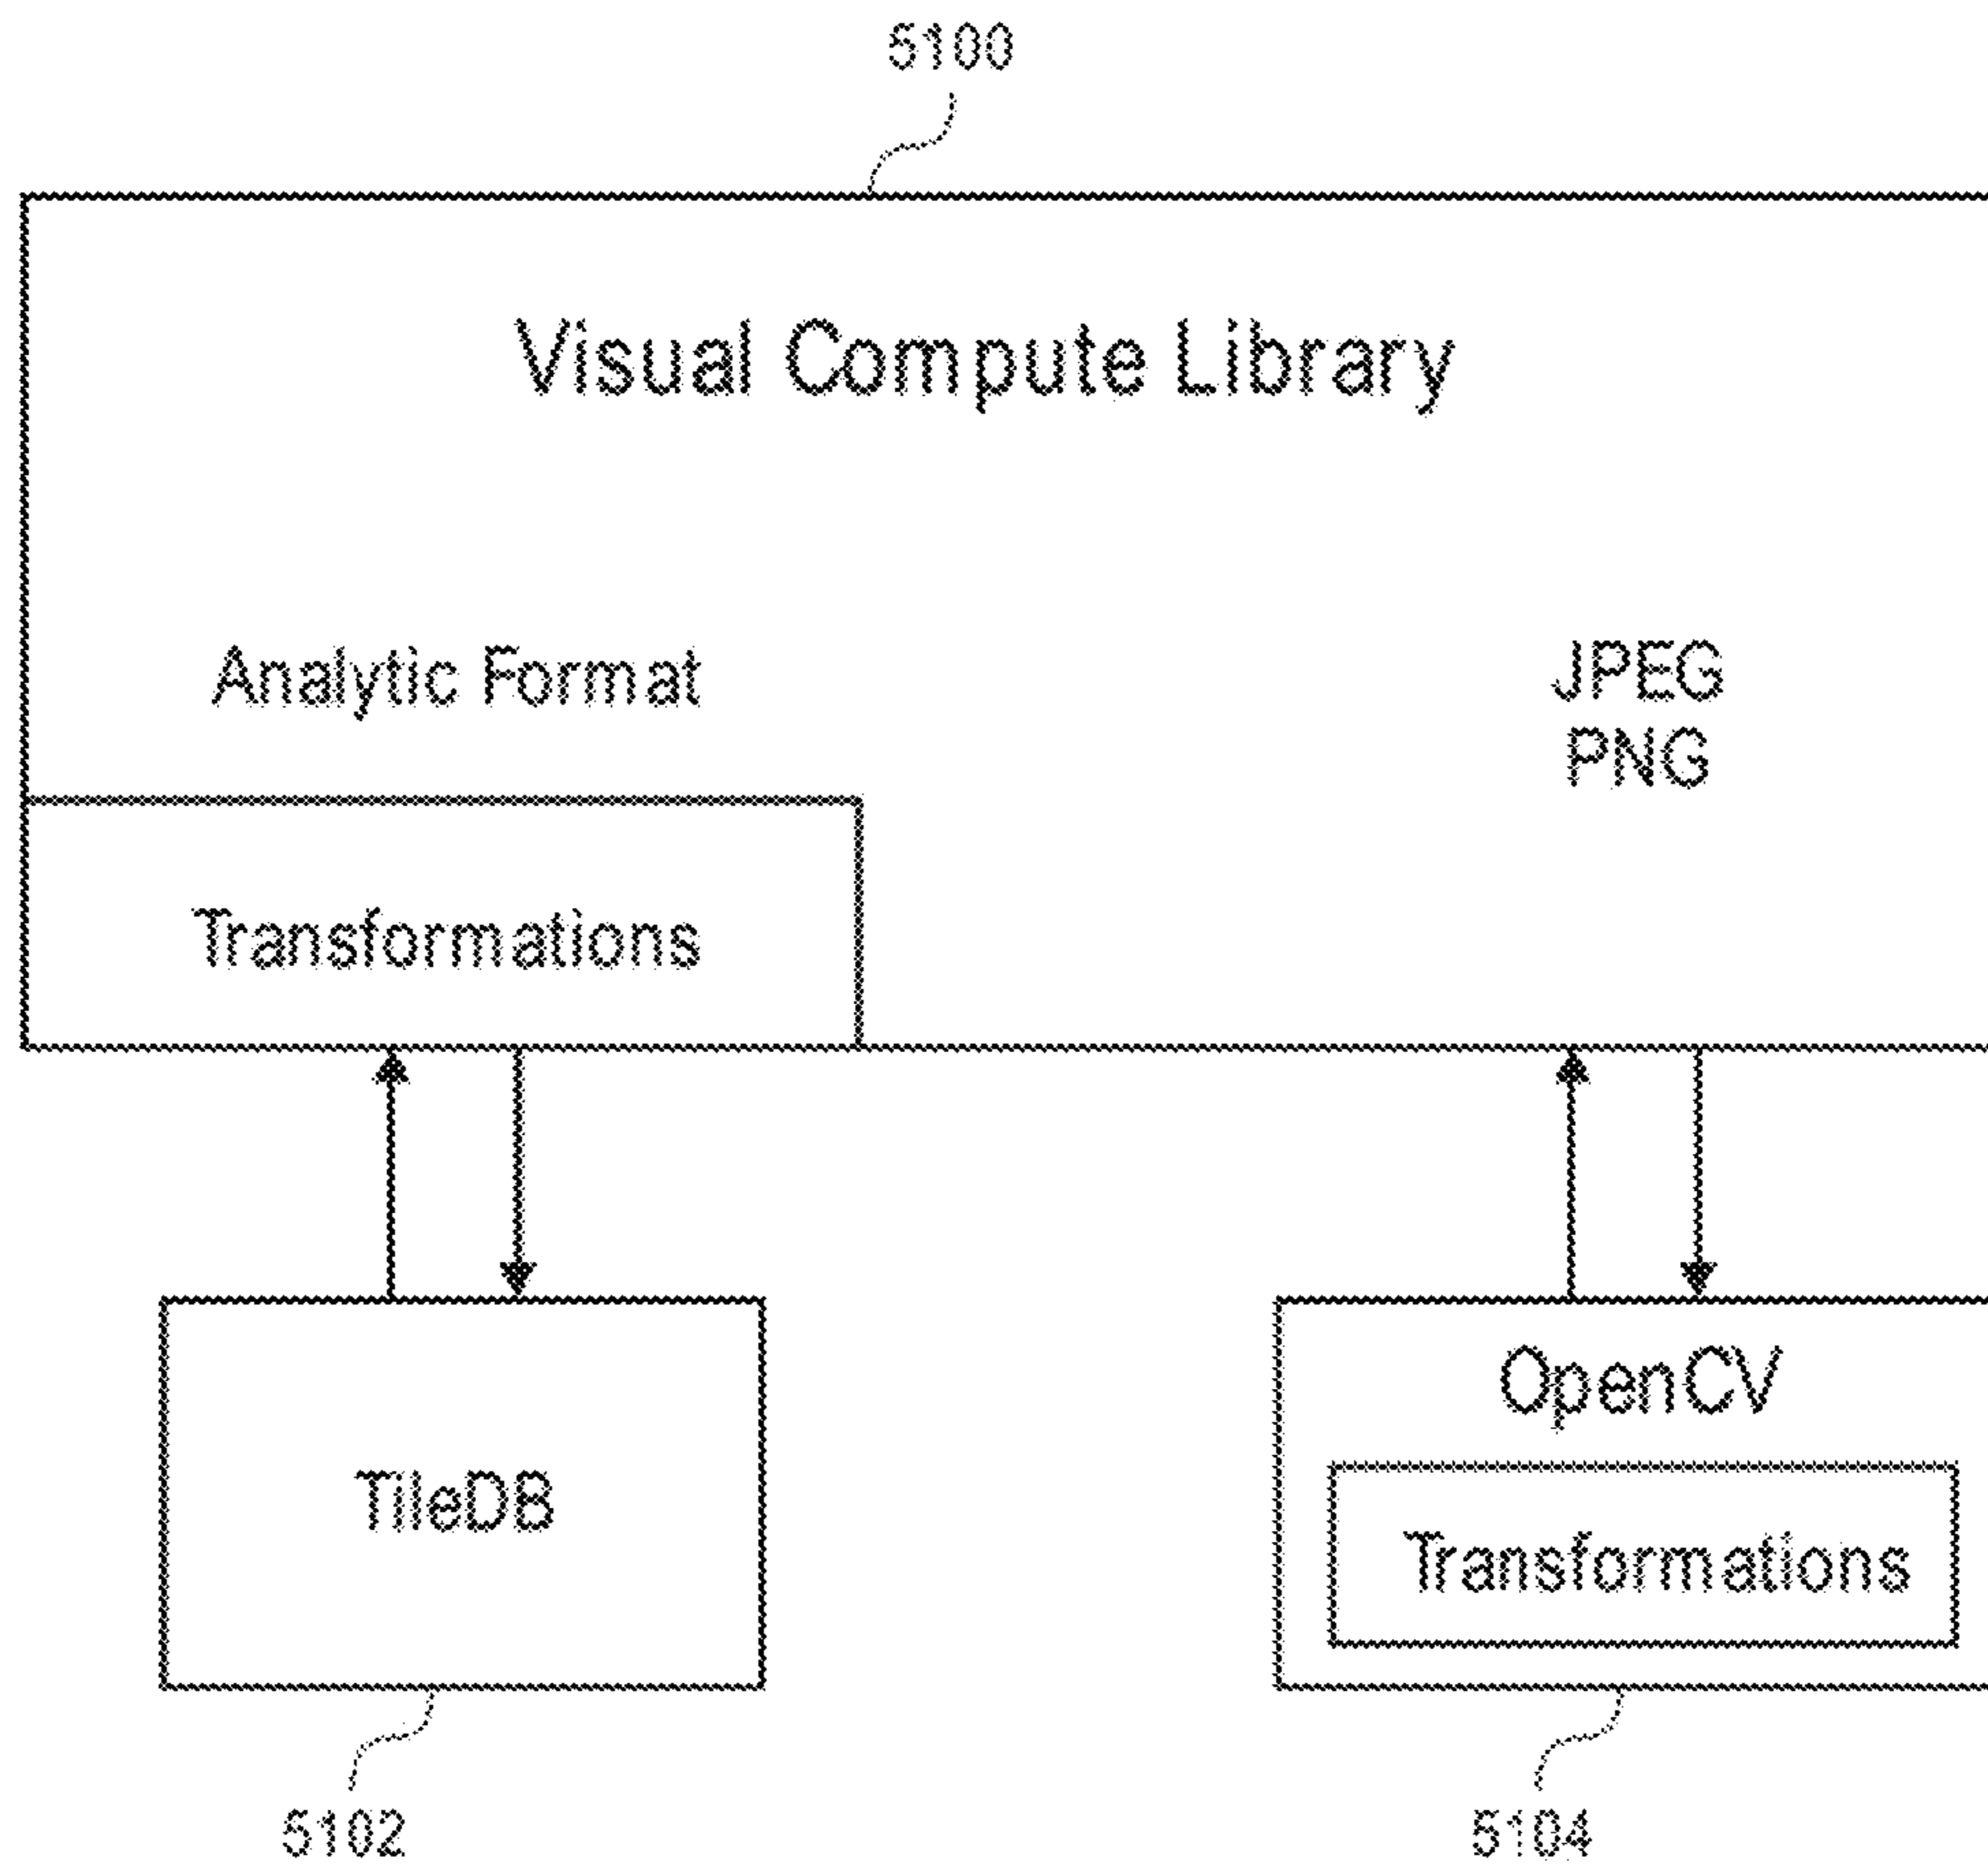 5100
Visual Compute Library
Analytic Format
JPEG
PNG
Transformations
TileDB
OpenCV
Transformations
5102
5104